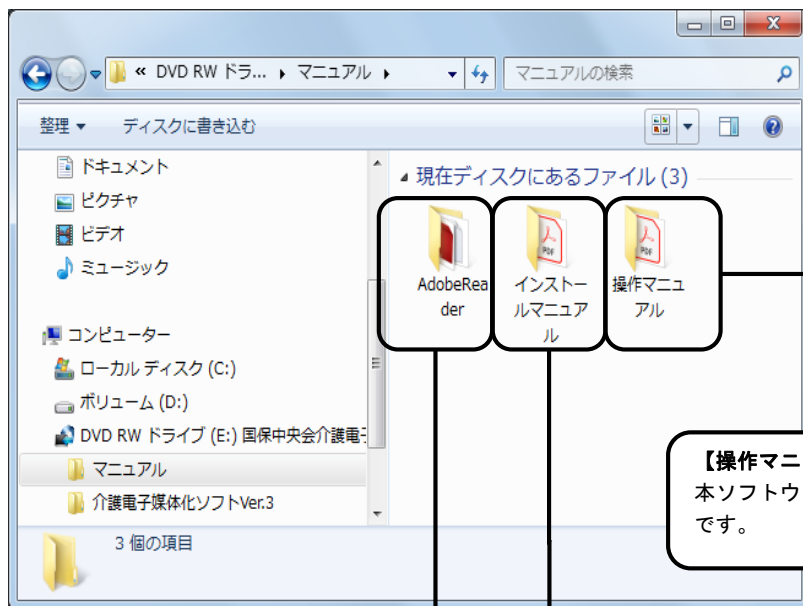 « DVD RW ドラ... ▸ マニュアル ▸
マニュアルの検索
整理 ▼ ディスクに書き込む
ドキュメント
ピクチャ
ビデオ
ミュージック
コンピューター
ローカル ディスク (C:)
ボリューム (D:)
DVD RW ドライブ (E:) 国保中央会介護電子
マニュアル
介護電子媒体化ソフトVer.3
現在ディスクにあるファイル (3)
AdobeRea
der
インストー
ルマニュア
ル
操作マニュ
アル
【操作マニ
本ソフトウ
です。
3 個の項目